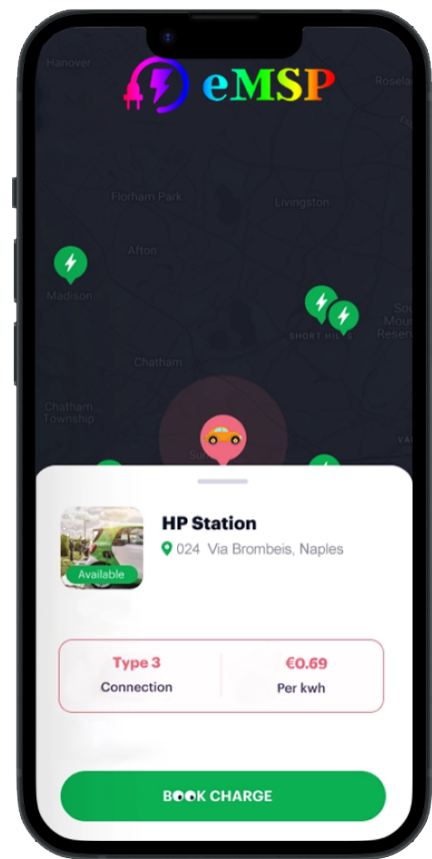 Hanover
eMSP
Florham Park
Livingston
Afton
Madison
SHORT HILLS
Chatham
Chatham
Township
HP Station
024 Via Brombeis, Naples
Available
Type 3
€0.69
Connection
Per kwh
BOOK CHARGE